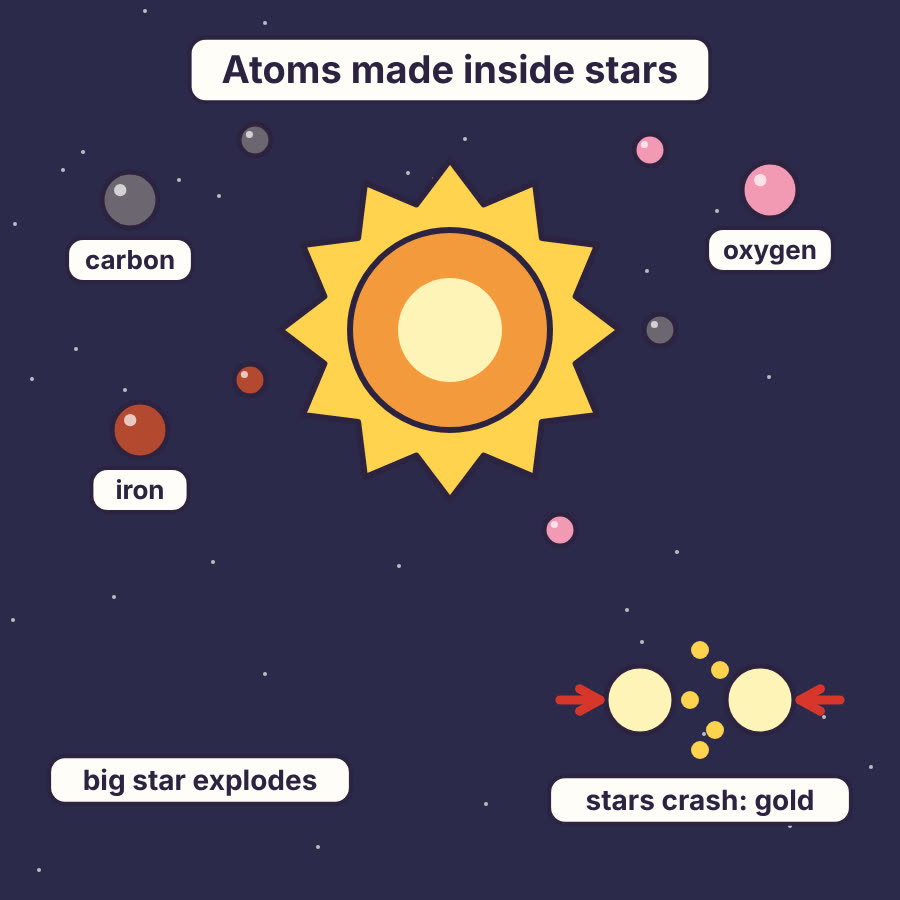 Atoms made inside stars
carbon
oxygen
iron
big star explodes
stars crash: gold